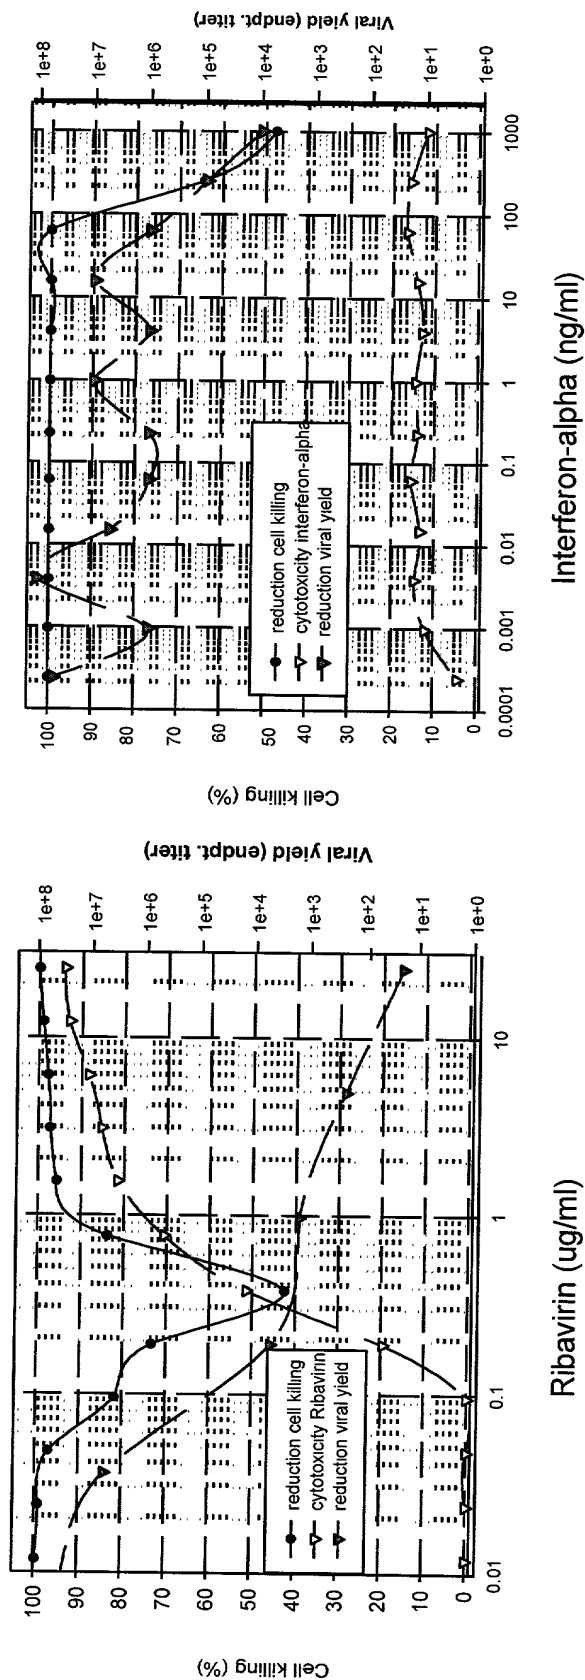 Cell killing (%)
100
90
80
70
60
50
40
30
20
10
0
reduction cell killing
cytotoxicity Ribavirin
reduction viral yield
0.01
0.1
1
10
1e+8
1e+7
1e+6
1e+5
1e+4
1e+3
1e+2
1e+1
1e+0
Viral yield (endpt. titer)
Ribavirin (ug/ml)
Cell killing (%)
100
90
80
70
60
50
40
30
20
10
0
reduction cell killing
cytotoxicity interferon-alpha
reduction viral yield
0.0001
0.001
0.01
0.1
1
10
100
1000
1e+8
1e+7
1e+6
1e+5
1e+4
1e+3
1e+2
1e+1
1e+0
Viral yield (endpt. titer)
Interferon-alpha (ng/ml)